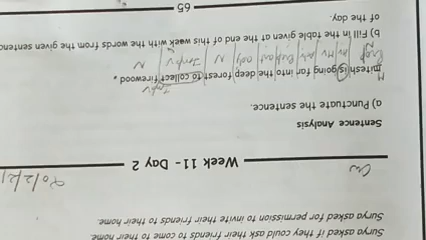 Surya asked if they could ask their friends to come to their home.
Surya asked for permission to invite their friends to their home.
Cw
Week 11 - Day 2
Sentence Analysis
a) Punctuate the sentence.
mitesh is going far into the deep forest to collect firewood.
b) Fill in the table given at the end of this week with the words from the given sentence
of the day.
65